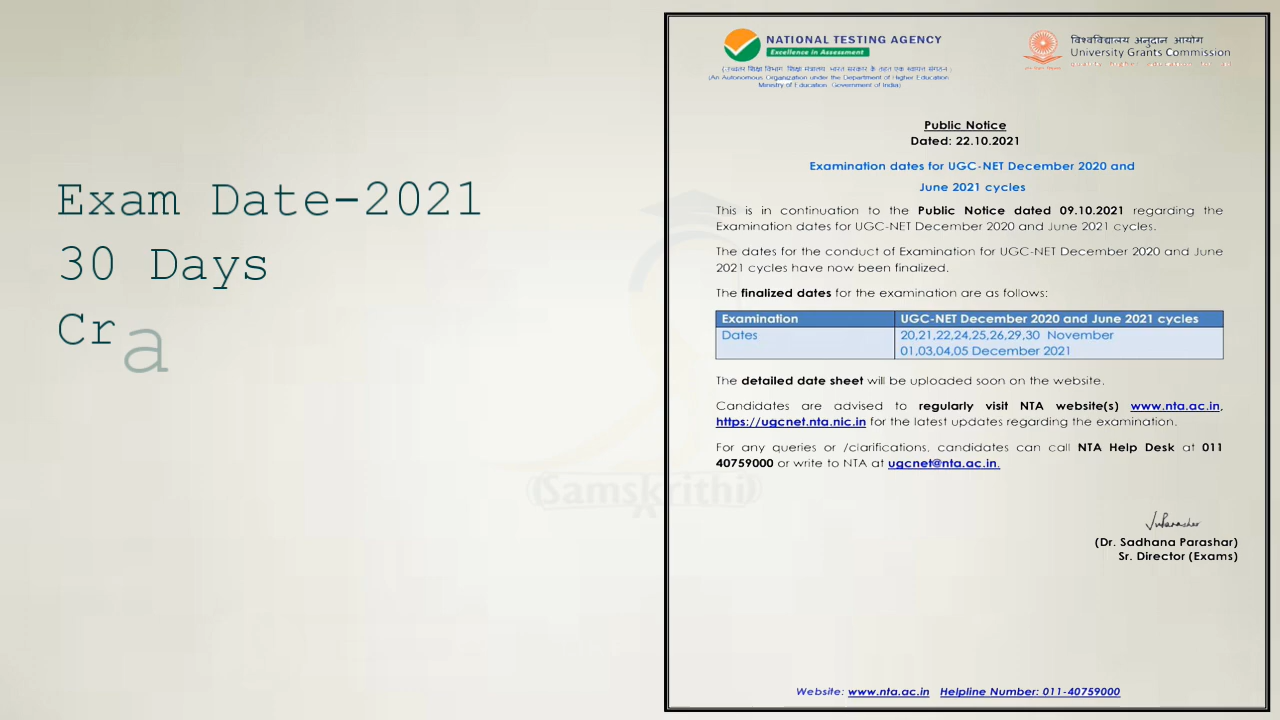 Exam Date-2021
30 Days
Cra
NATIONAL TESTING AGENCY
Excellence in Assessment
(उच्चतर शिक्षा विभाग, शिक्षा मंत्रालय, भारत सरकार के तहत एक स्वायत्त संगठन)
(An Autonomous Organization under the Department of Higher Education
Ministry of Education, Government of India)
विश्वविद्यालय अनुदान आयोग
University Grants Commission
Public Notice
Dated: 22.10.2021
Examination dates for UGC-NET December 2020 and
June 2021 cycles
This is in continuation to the Public Notice dated 09.10.2021 regarding the
Examination dates for UGC-NET December 2020 and June 2021 cycles.
The dates for the conduct of Examination for UGC-NET December 2020 and June
2021 cycles have now been finalized.
The finalized dates for the examination are as follows:
Examination UGC-NET December 2020 and June 2021 cycles
Dates 20,21,22,24,25,26,29,30 November
01,03,04,05 December 2021
The detailed date sheet will be uploaded soon on the website.
Candidates are advised to regularly visit NTA website(s) www.nta.ac.in,
https://ugcnet.nta.nic.in for the latest updates regarding the examination.
For any queries or /clarifications, candidates can call NTA Help Desk at 011
40759000 or write to NTA at ugcnet@nta.ac.in.
Samskrithi
(Dr. Sadhana Parashar)
Sr. Director (Exams)
Website: www.nta.ac.in Helpline Number: 011-40759000